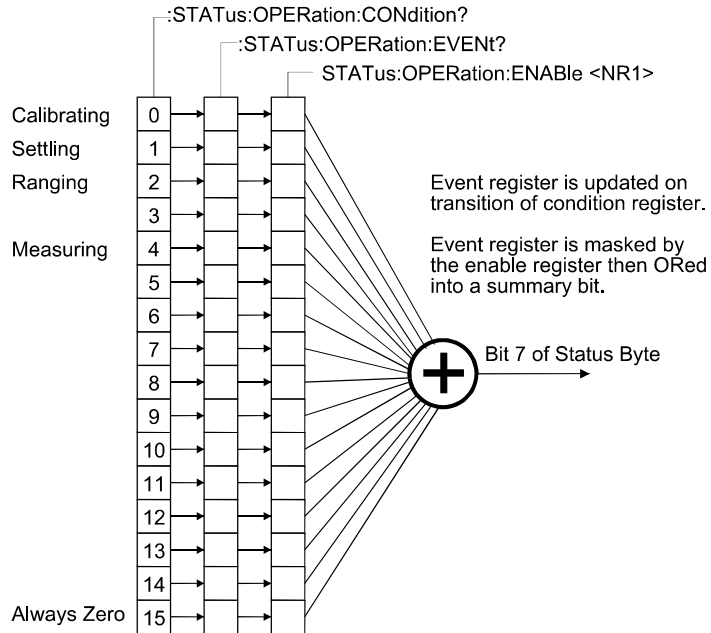 :STATus:OPERation:CONdition?
:STATus:OPERation:EVENt?
STATus:OPERation:ENABle <NR1>
Calibrating 0
Settling 1
Ranging 2
3
Measuring 4
5
6
7
8
9
10
11
12
13
14
Always Zero 15
Event register is updated on
transition of condition register.
Event register is masked by
the enable register then ORed
into a summary bit.
+
Bit 7 of Status Byte